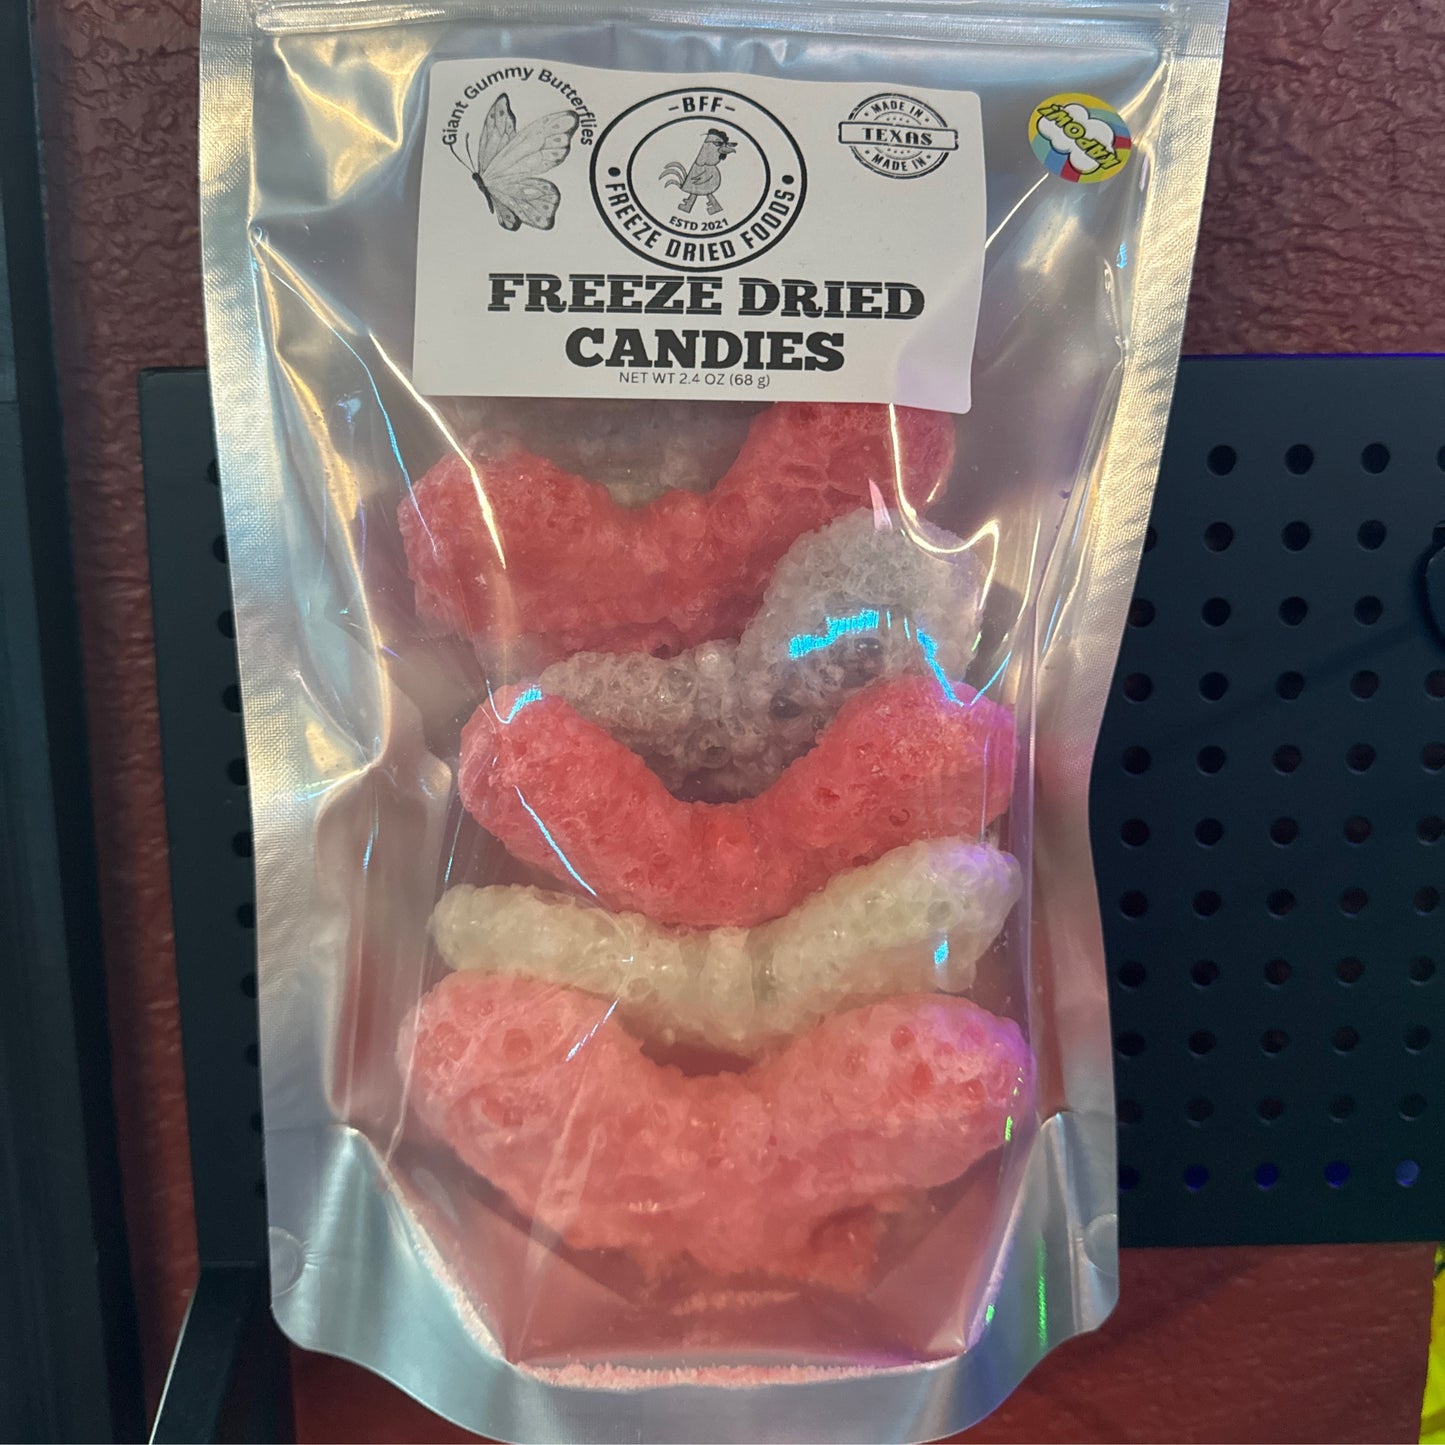 Giant Gummy Butterflies
-BFF-
ESTD 2021
• FREEZE DRIED FOODS •
MADE IN
TEXAS
MADE IN
KAPOW!
FREEZE DRIED
CANDIES
NET WT 2.4 OZ (68 g)